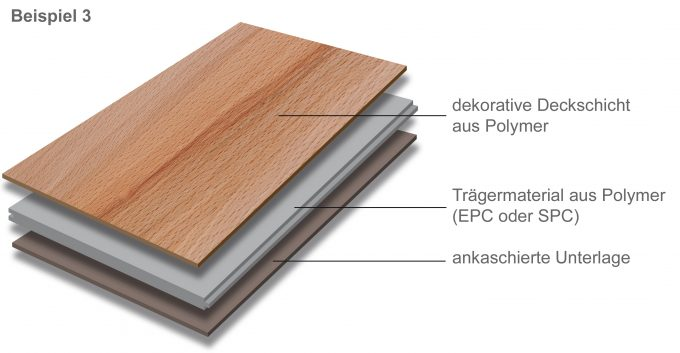 Beispiel 3
dekorative Deckschicht
aus Polymer
Trägermaterial aus Polymer
(EPC oder SPC)
ankaschierte Unterlage